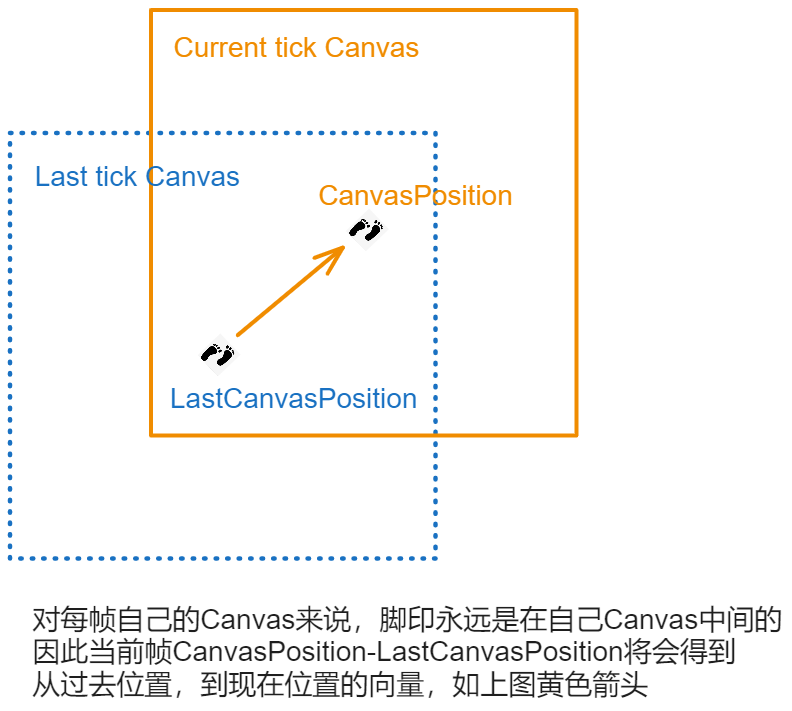 Current tick Canvas
Last tick Canvas
CanvasPosition
LastCanvasPosition
对每帧自己的Canvas来说，脚印永远是在自己Canvas中间的
因此当前帧CanvasPosition-LastCanvasPosition将会得到
从过去位置，到现在位置的向量，如上图黄色箭头